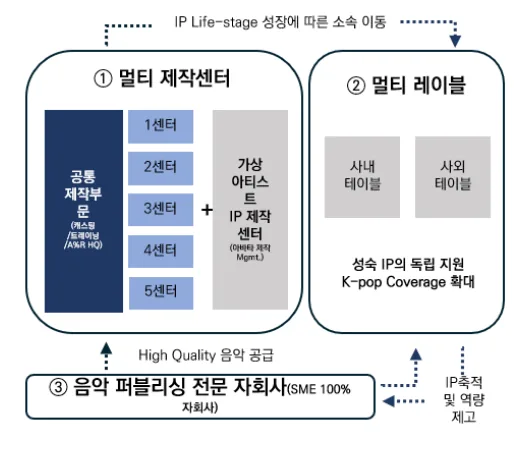 IP Life-stage 성장에 따른 소속 이동
① 멀티 제작센터
공통
제작부
문
(캐스팅
/트레이닝
/A%R HQ)
1센터
2센터
3센터
4센터
5센터
+
가상
아티스
트
IP 제작
센터
(아바타 제작
Mgmt.)
② 멀티 레이블
사내
테이블
사외
테이블
성숙 IP의 독립 지원
K-pop Coverage 확대
High Quality 음악 공급
③ 음악 퍼블리싱 전문 자회사(SME 100%
자회사)
IP축적
및 역량
제고